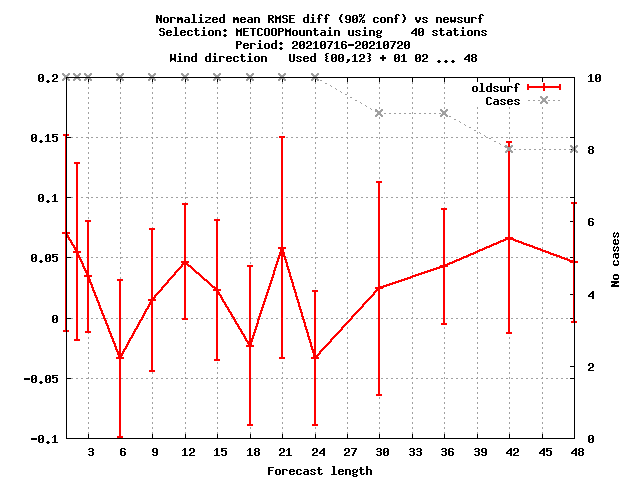 Normalized mean RMSE diff (90% conf) vs newsurf
Selection: METCOOPMountain using    40 stations
Period: 20210716-20210720
Wind direction   Used {00,12} + 01 02 ... 48
oldsurf
Cases
0.2
0.15
0.1
0.05
0
-0.05
-0.1
10
8
6
4
2
0
No cases
3 6 9 12 15 18 21 24 27 30 33 36 39 42 45 48
Forecast length